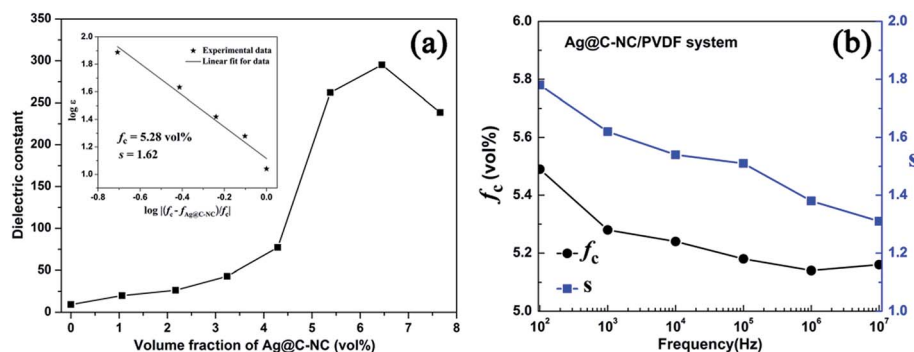 350
300
250
200
150
100
50
0
Dielectric constant
0
1
2
3
4
5
6
7
8
Volume fraction of Ag@C-NC (vol%)
(a)
2.0
1.8
1.6
1.4
1.2
1.0
log ε
-0.8
-0.6
-0.4
-0.2
0.0
log |(fc-fAg@C-NC)/fc|
Experimental data
Linear fit for data
fc = 5.28 vol%
s = 1.62
6.0
5.8
5.6
5.4
5.2
5.0
fc (vol%)
Ag@C-NC/PVDF system
(b)
fc
s
10²
10³
10⁴
10⁵
10⁶
10⁷
Frequency(Hz)
2.0
1.8
1.6
1.4
1.2
1.0
s